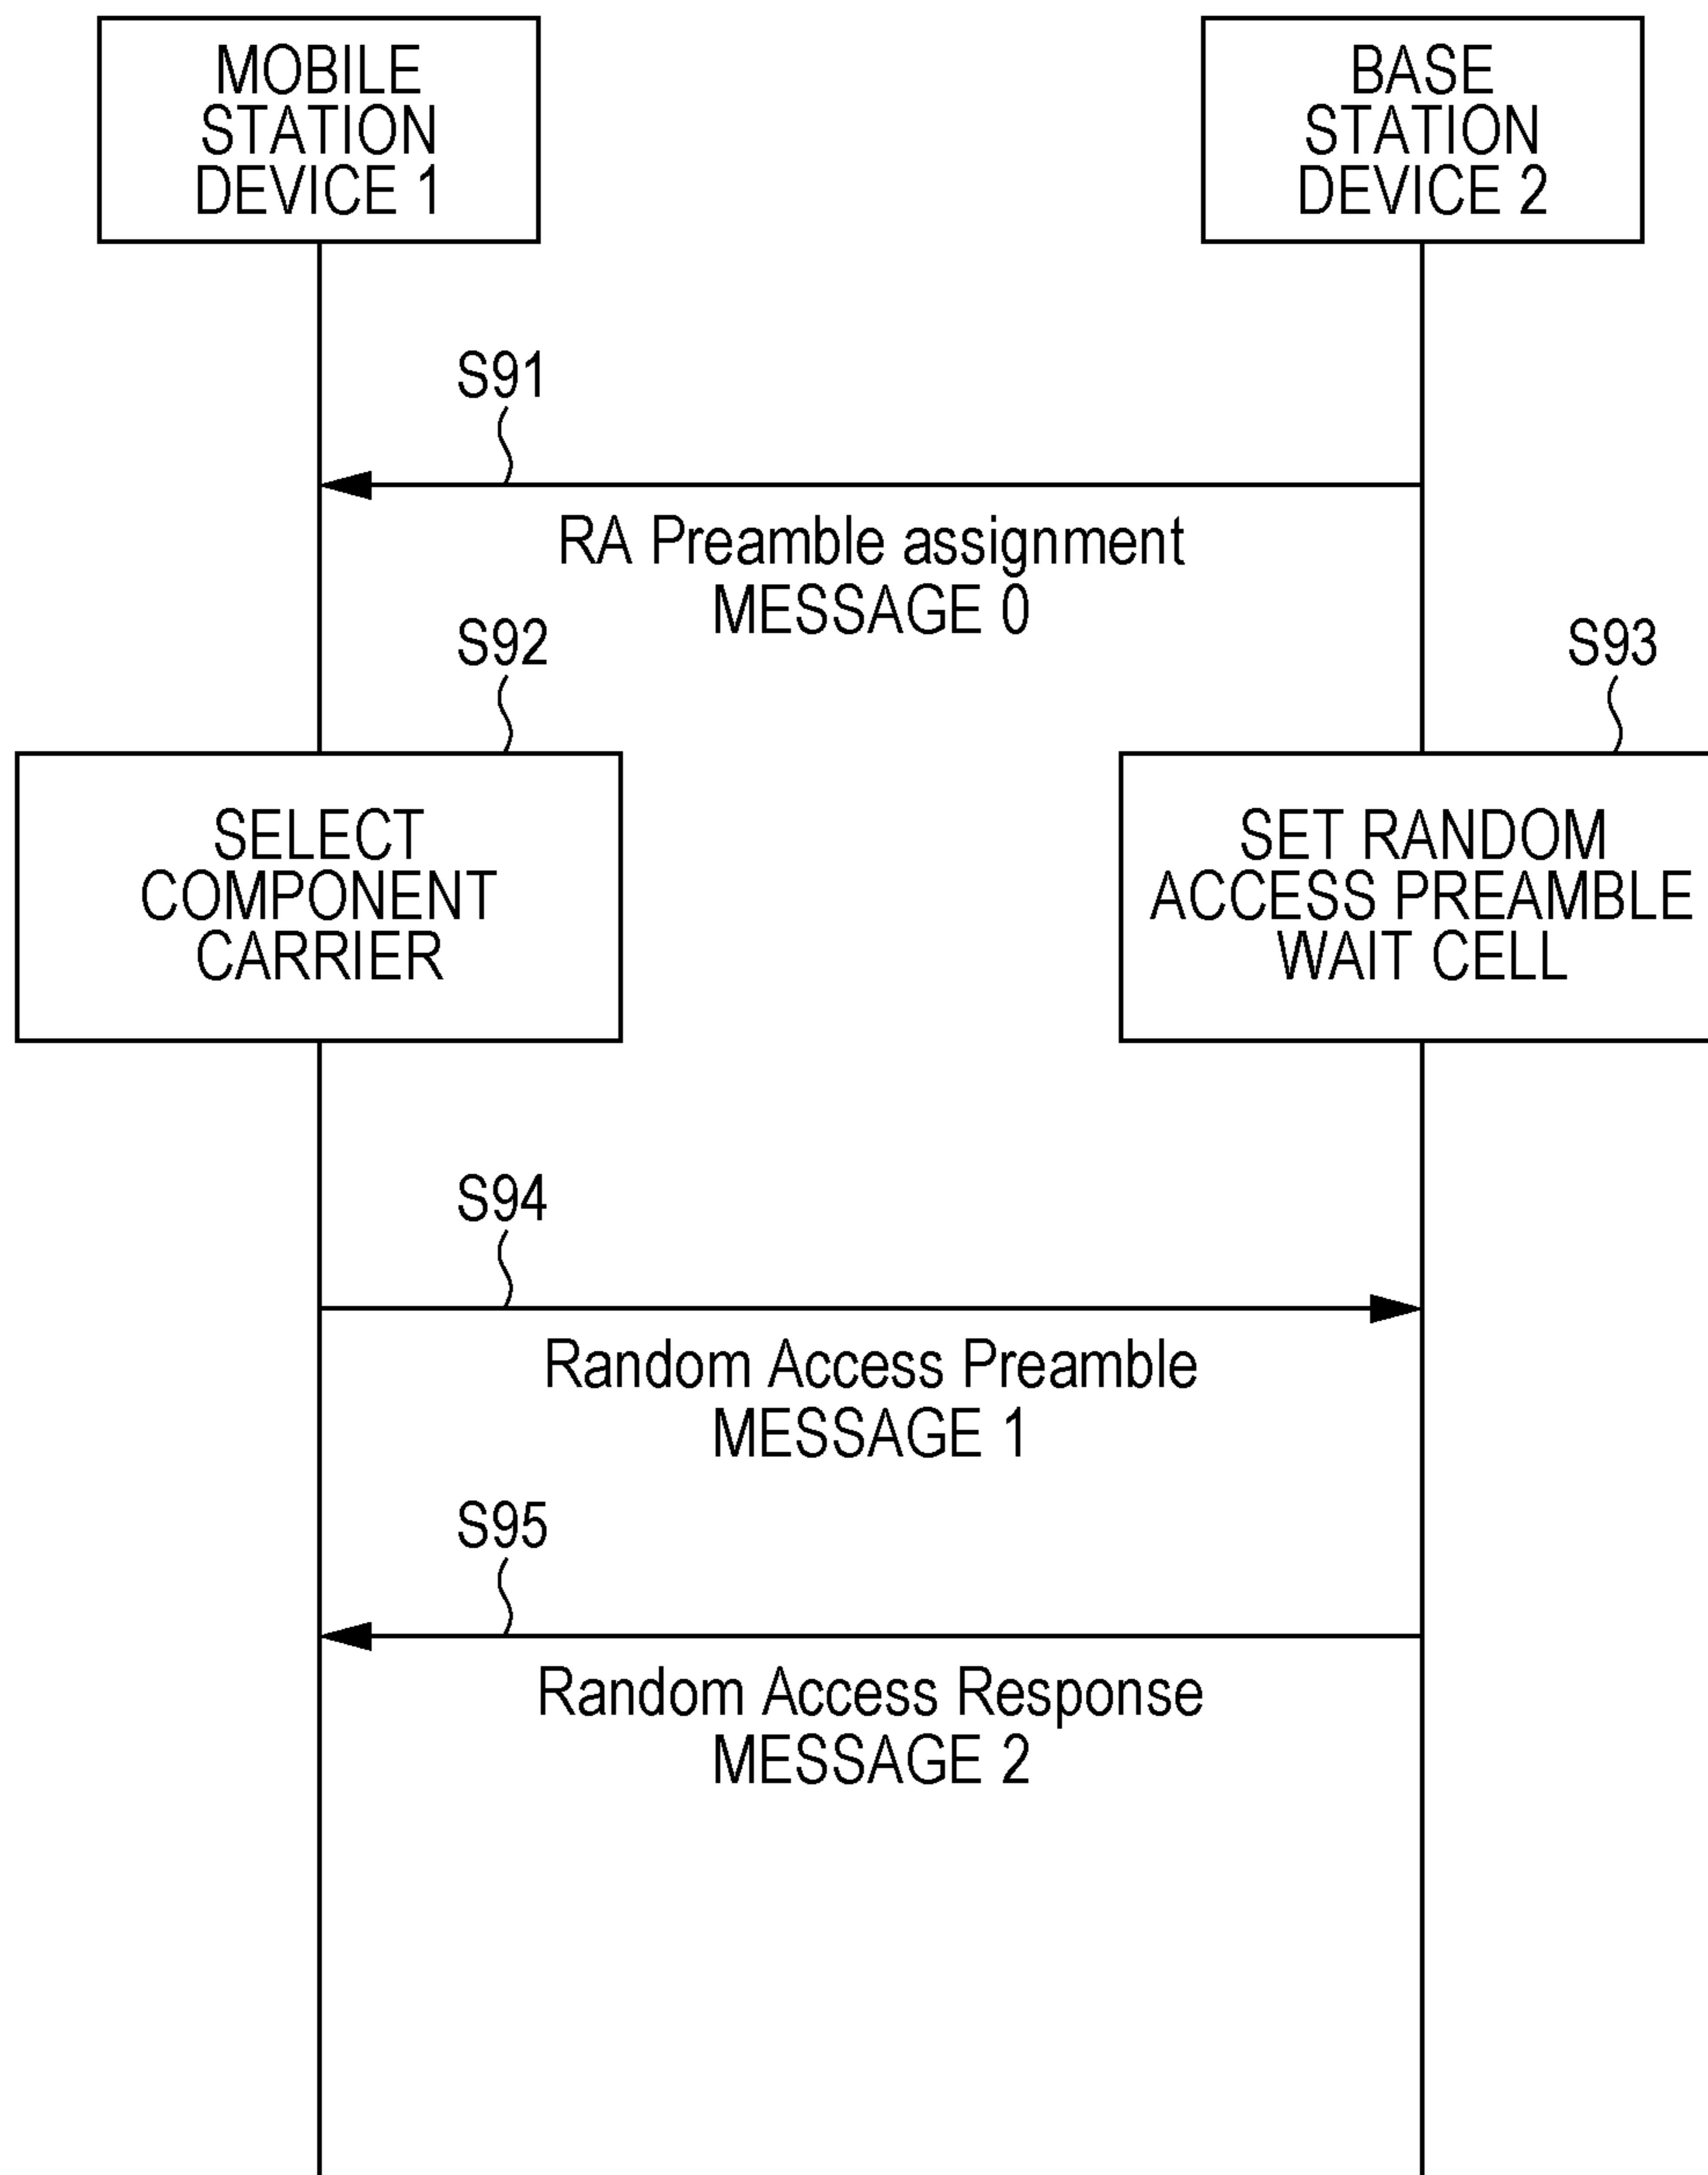 MOBILE
STATION
DEVICE 1
BASE
STATION
DEVICE 2
S91
RA Preamble assignment
MESSAGE 0
S92
S93
SELECT
COMPONENT
CARRIER
SET RANDOM
ACCESS PREAMBLE
WAIT CELL
S94
Random Access Preamble
MESSAGE 1
S95
Random Access Response
MESSAGE 2